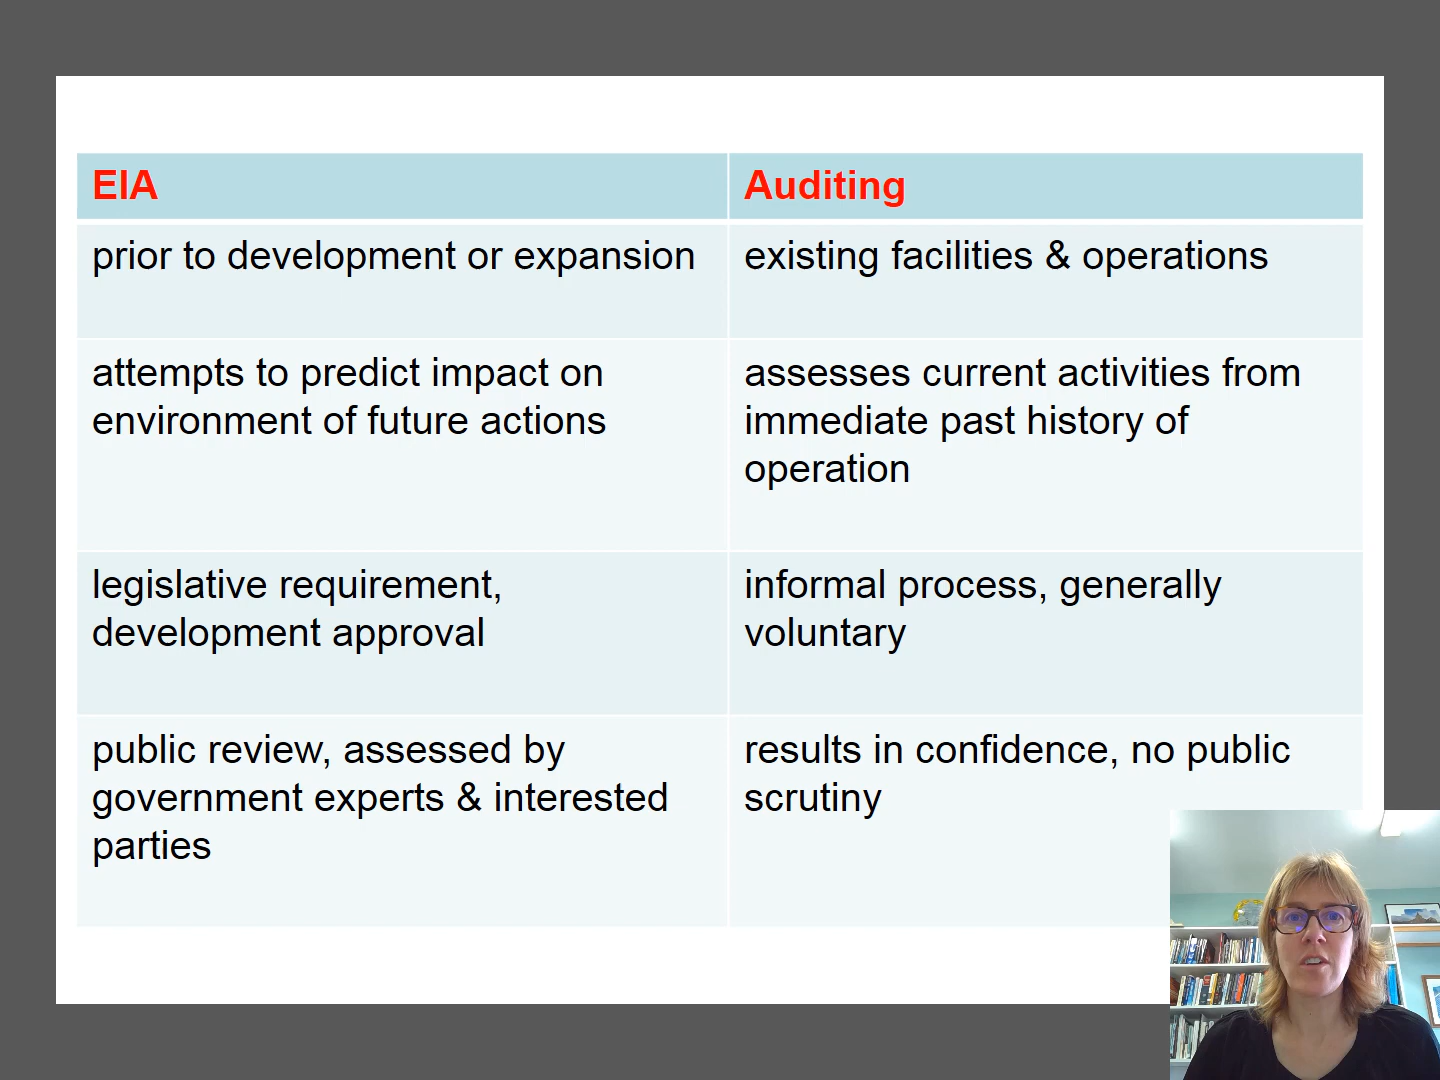 EIA
Auditing
prior to development or expansion
existing facilities & operations
attempts to predict impact on
environment of future actions
assesses current activities from
immediate past history of
operation
legislative requirement,
development approval
informal process, generally
voluntary
public review, assessed by
government experts & interested
parties
results in confidence, no public
scrutiny